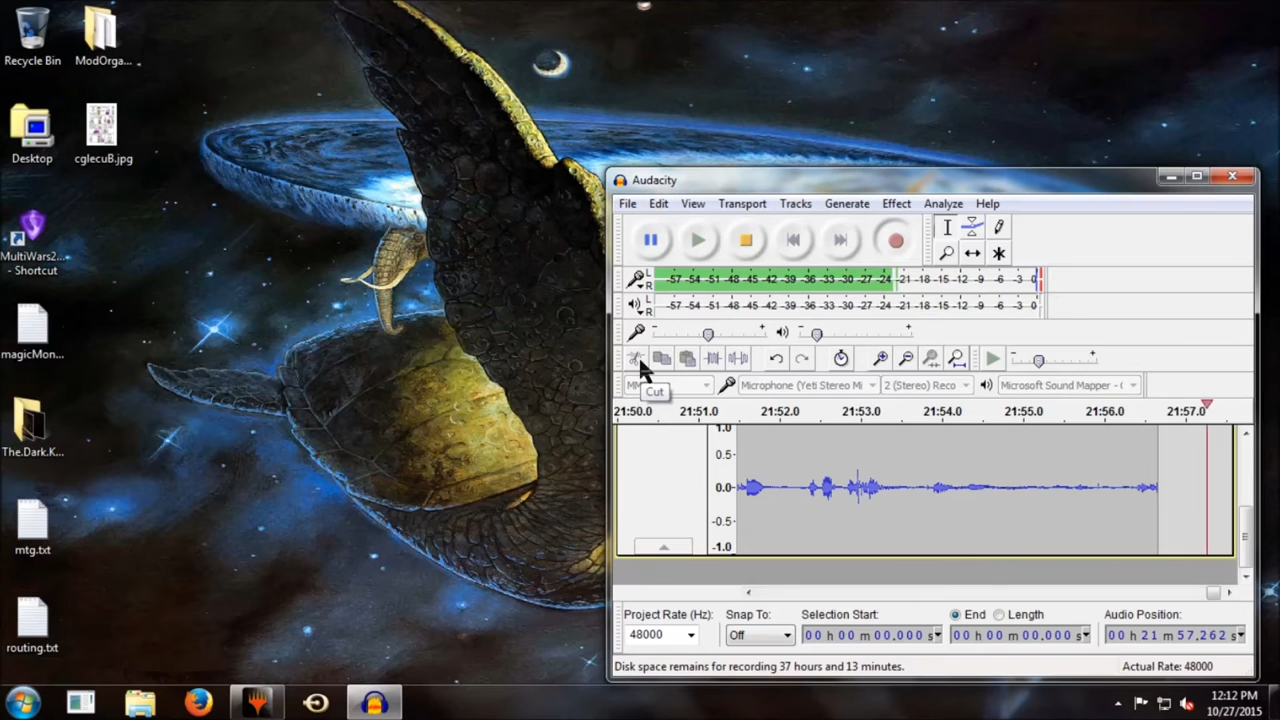 Recycle Bin
ModOrga...
Desktop
cglecuB.jpg
MultiWars2...
- Shortcut
magicMon...
The.Dark.K...
mtg.txt
routing.txt
Audacity
File Edit View Transport Tracks Generate Effect Analyze Help
L
R
-57 -54 -51 -48 -45 -42 -39 -36 -33 -30 -27 -24 -21 -18 -15 -12 -9 -6 -3 0
L
R
-57 -54 -51 -48 -45 -42 -39 -36 -33 -30 -27 -24 -21 -18 -15 -12 -9 -6 -3 0
- + - +
- +
Cut
Microphone (Yeti Stereo Mi 2 (Stereo) Reco Microsoft Sound Mapper - (
21:50.0 21:51.0 21:52.0 21:53.0 21:54.0 21:55.0 21:56.0 21:57.0
1.0
0.5
0.0
-0.5
-1.0
Project Rate (Hz): Snap To: Selection Start: End Length Audio Position:
48000 Off 00 h 00 m 00.000 s 00 h 00 m 00.000 s 00 h 21 m 57.262 s
Disk space remains for recording 37 hours and 13 minutes. Actual Rate: 48000
12:12 PM
10/27/2015